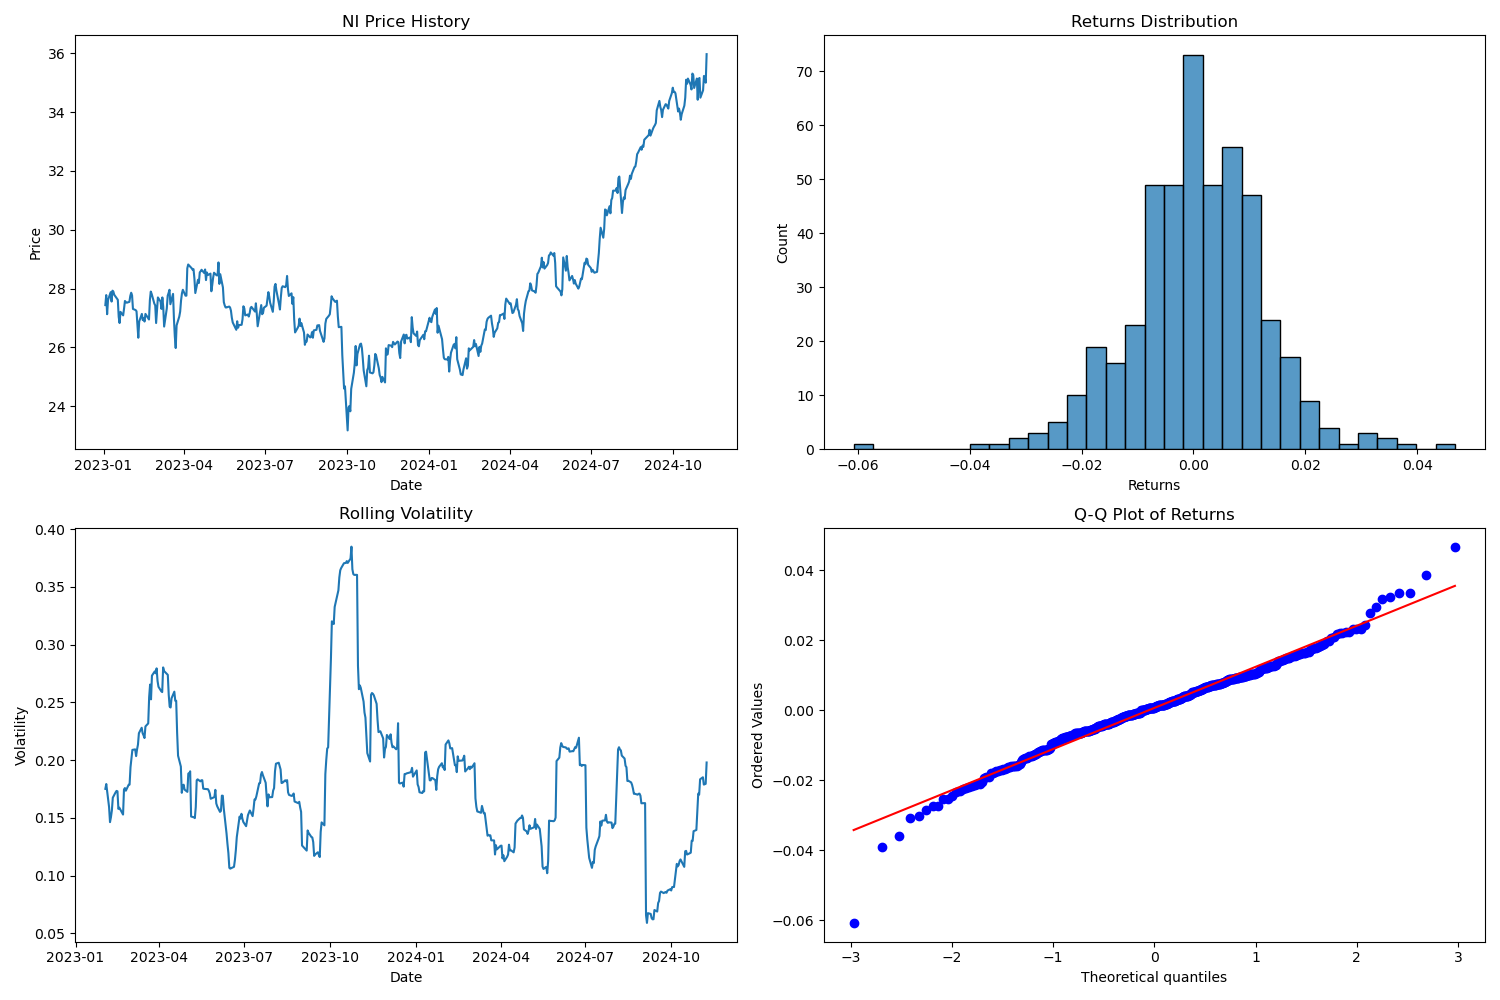 NI Price History
Price
36
34
32
30
28
26
24
2023-01 2023-04 2023-07 2023-10 2024-01 2024-04 2024-07 2024-10
Date
Returns Distribution
Count
70
60
50
40
30
20
10
0
−0.06 −0.04 −0.02 0.00 0.02 0.04
Returns
Rolling Volatility
Volatility
0.40
0.35
0.30
0.25
0.20
0.15
0.10
0.05
2023-01 2023-04 2023-07 2023-10 2024-01 2024-04 2024-07 2024-10
Date
Q-Q Plot of Returns
Ordered Values
0.04
0.02
0.00
−0.02
−0.04
−0.06
−3 −2 −1 0 1 2 3
Theoretical quantiles